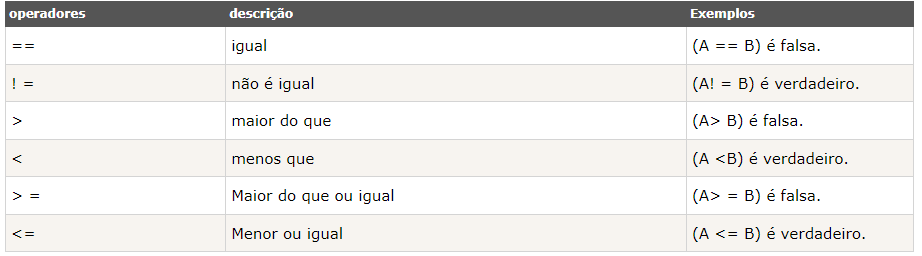 operadores descrição Exemplos
== igual (A == B) é falsa.
! = não é igual (A! = B) é verdadeiro.
> maior do que (A> B) é falsa.
< menos que (A <B) é verdadeiro.
> = Maior do que ou igual (A> = B) é falsa.
<= Menor ou igual (A <= B) é verdadeiro.